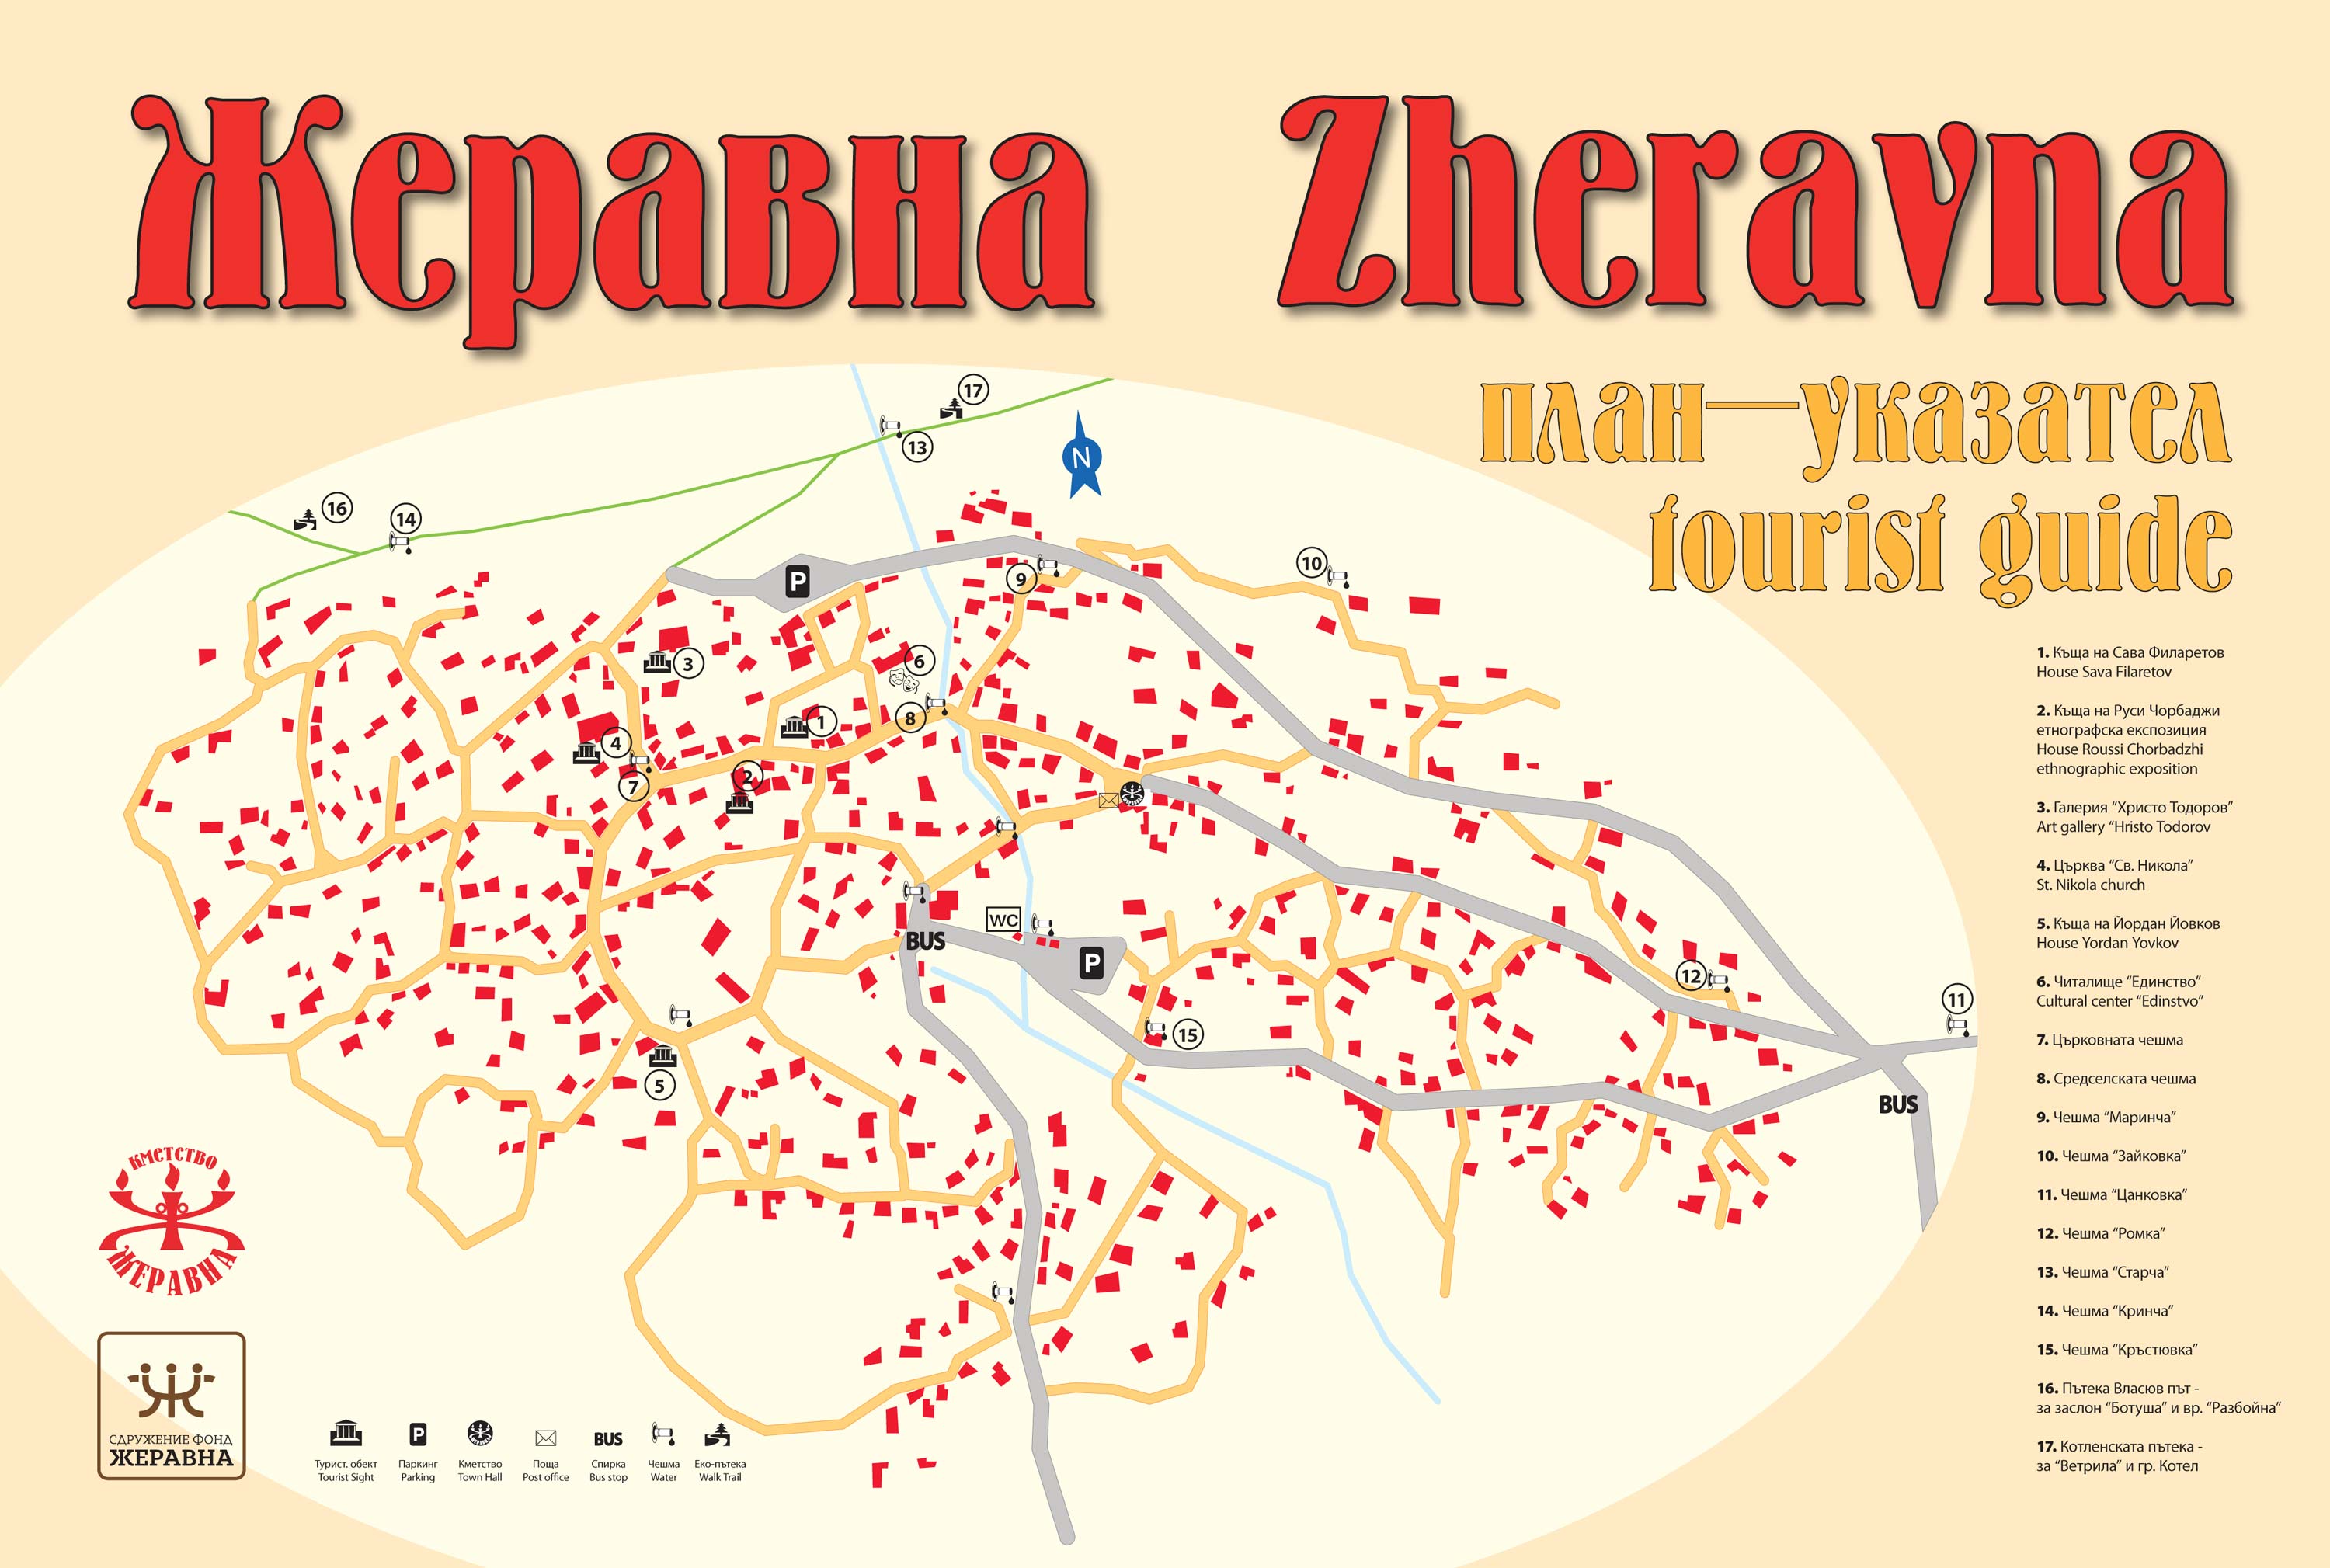 Жеравна
Zheravna
план—указател
tourist guide
17
13
N
16
14
10
P
9
3
6
1
8
4
2
7
WC
BUS
P
12
11
15
5
BUS
1. Къща на Сава Филаретов
House Sava Filaretov
2. Къща на Руси Чорбаджи
етнографска експозиция
House Roussi Chorbadzhi
ethnographic exposition
3. Галерия “Христо Тодоров”
Art gallery “Hristo Todorov
4. Църква “Св. Никола”
St. Nikola church
5. Къща на Йордан Йовков
House Yordan Yovkov
6. Читалище “Единство”
Cultural center “Edinstvo”
7. Църковната чешма
8. Средселската чешма
9. Чешма “Маринча”
10. Чешма “Зайковка”
11. Чешма “Цанковка”
12. Чешма “Ромка”
13. Чешма “Старча”
14. Чешма “Кринча”
15. Чешма “Кръстювка”
16. Пътека Власюв път -
за заслон “Ботуша” и вр. “Разбойна”
17. Котленската пътека -
за “Ветрила” и гр. Котел
КМЕТСТВО
ЖЕРАВНА
СДРУЖЕНИЕ ФОНД
ЖЕРАВНА
Турист. обект
Tourist Sight
P
Паркинг
Parking
Кметство
Town Hall
Поща
Post office
BUS
Спирка
Bus stop
Чешма
Water
Еко-пътека
Walk Trail